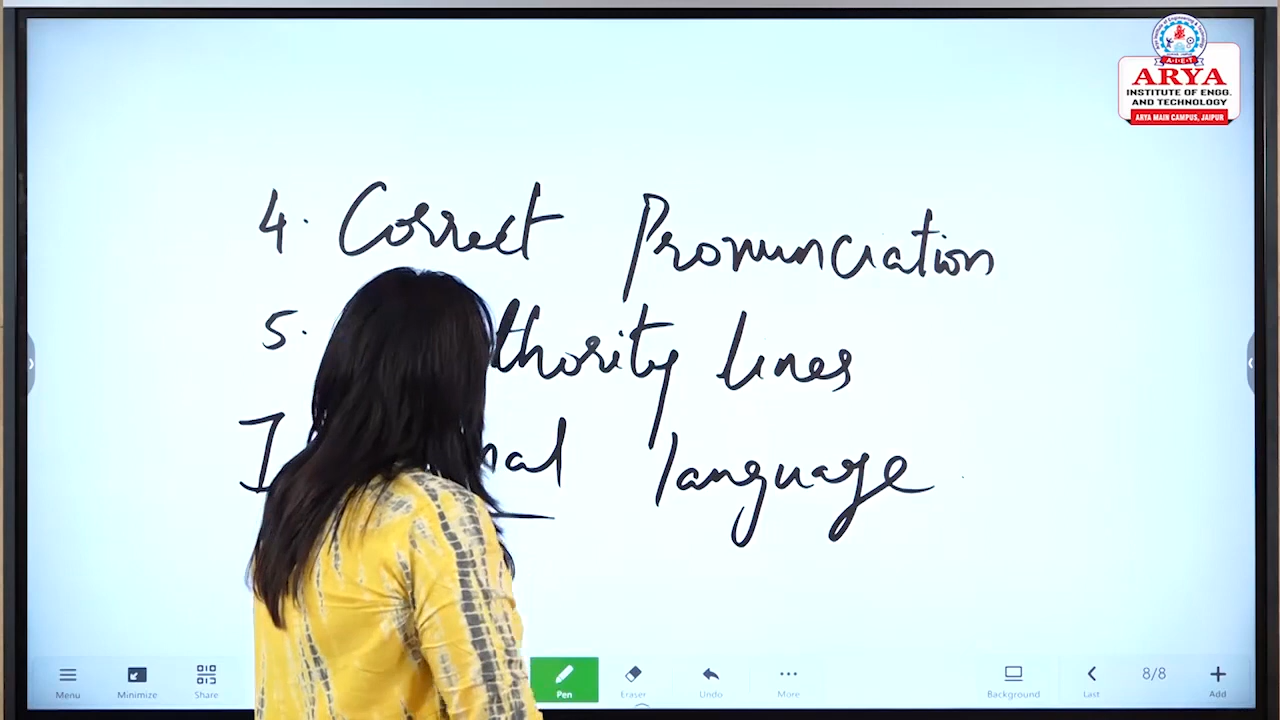 ARYA
INSTITUTE OF ENGG.
AND TECHNOLOGY
ARYA MAIN CAMPUS, JAIPUR
A·I·E·T
4. Correct Pronunciation
5. thority lines
I nal language
Menu
Minimize
Share
Pen
Eraser
Undo
More
Background
Last
8/8
Add